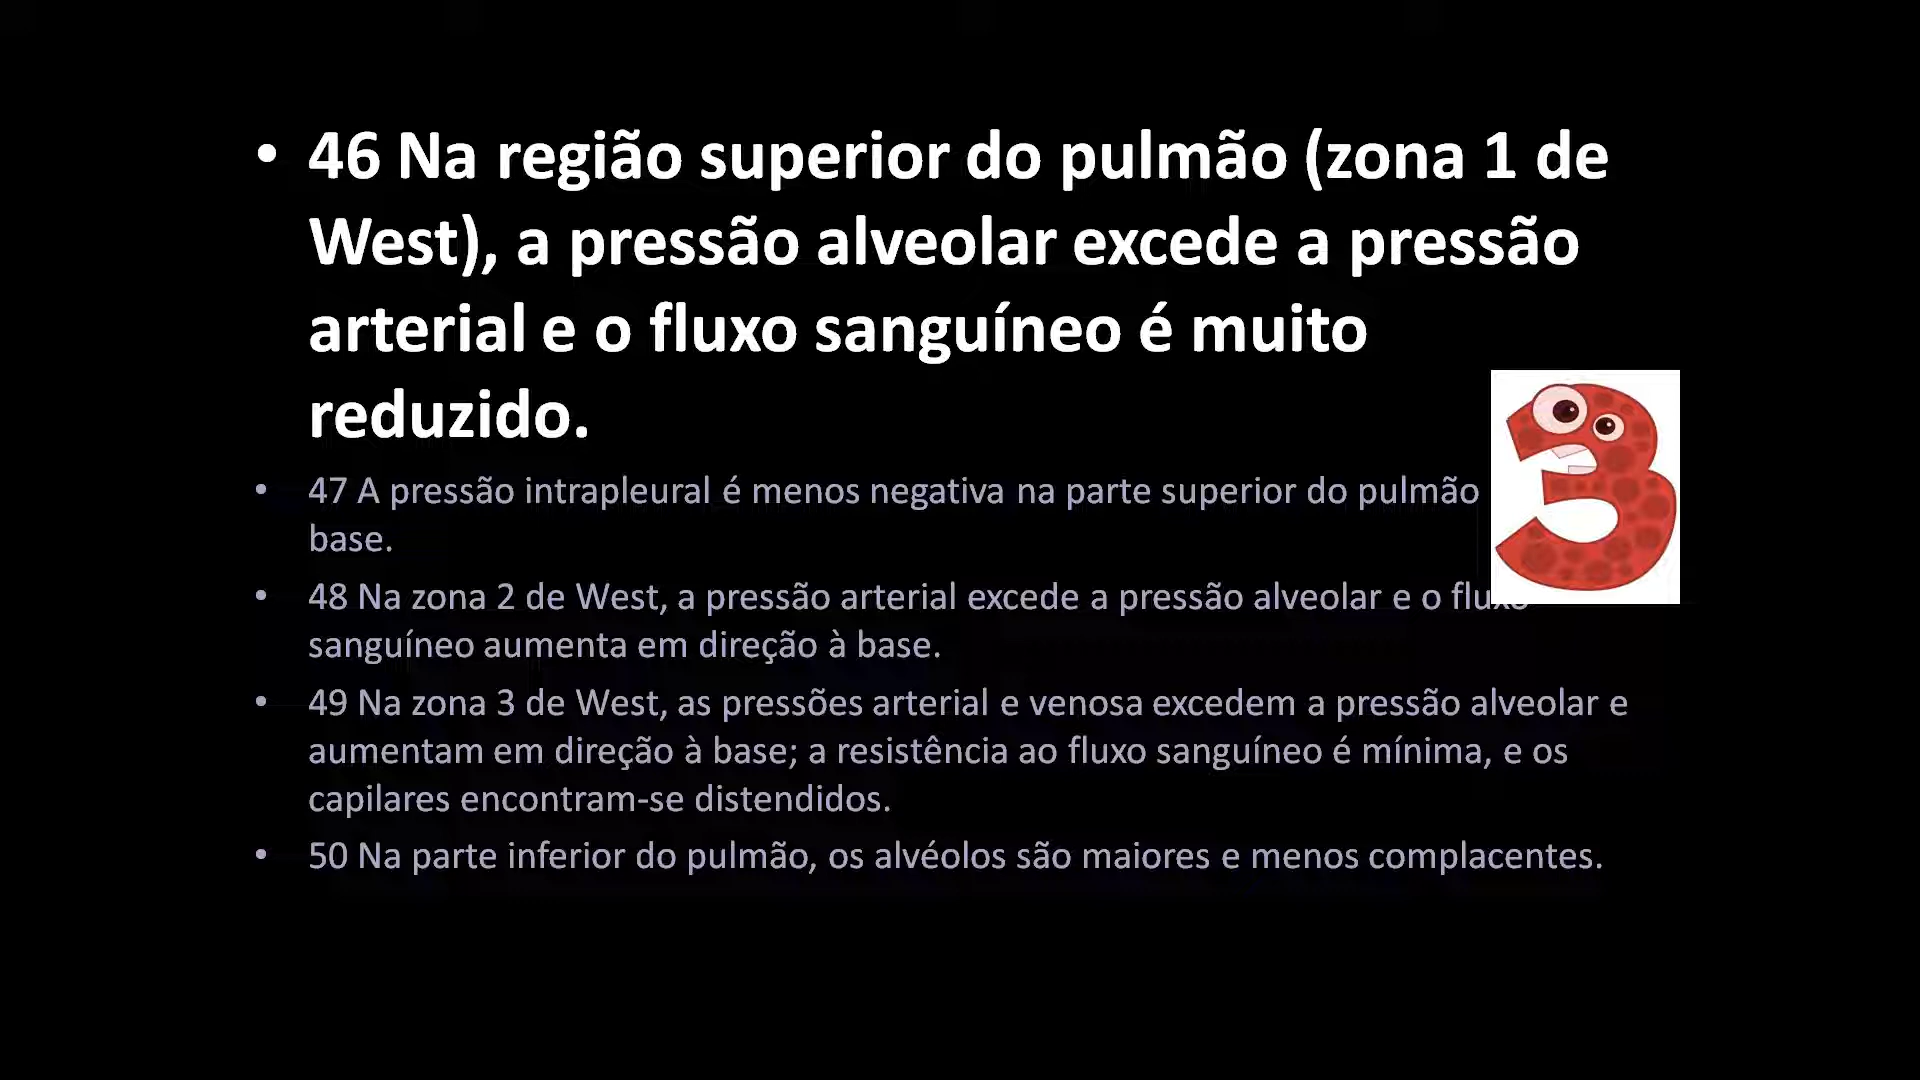 • 46 Na região superior do pulmão (zona 1 de
West), a pressão alveolar excede a pressão
arterial e o fluxo sanguíneo é muito
reduzido.
• 47 A pressão intrapleural é menos negativa na parte superior do pulmão
base.
• 48 Na zona 2 de West, a pressão arterial excede a pressão alveolar e o fluxo
sanguíneo aumenta em direção à base.
• 49 Na zona 3 de West, as pressões arterial e venosa excedem a pressão alveolar e
aumentam em direção à base; a resistência ao fluxo sanguíneo é mínima, e os
capilares encontram-se distendidos.
• 50 Na parte inferior do pulmão, os alvéolos são maiores e menos complacentes.
3